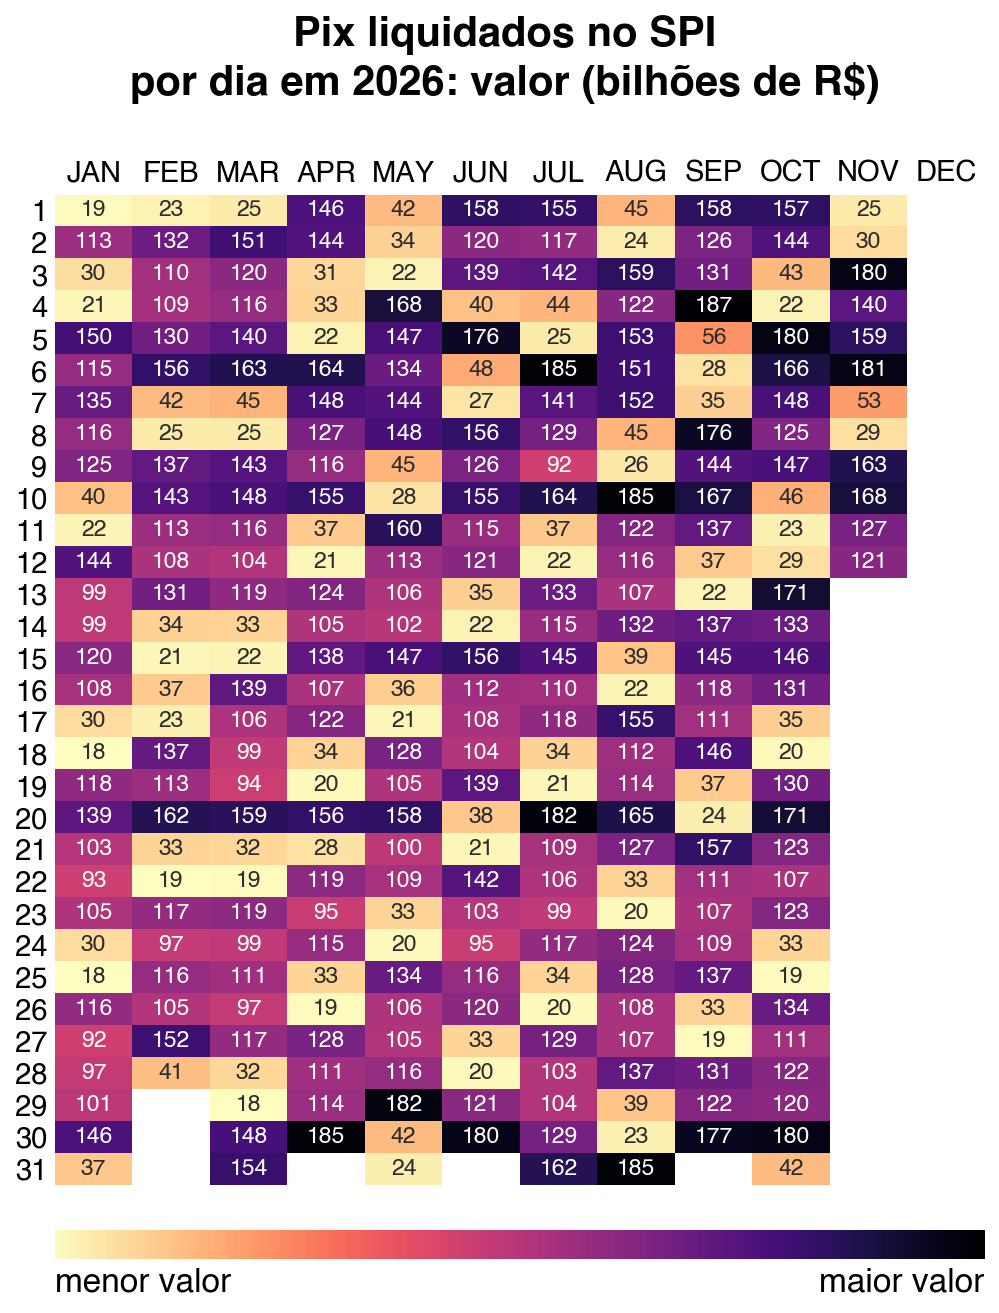 Pix liquidados no SPI
por dia em 2026: valor (bilhões de R$)
JAN FEB MAR APR MAY JUN JUL AUG SEP OCT NOV DEC
1 19 23 25 146 42 158 155 45 158 157 25
2 113 132 151 144 34 120 117 24 126 144 30
3 30 110 120 31 22 139 142 159 131 43 180
4 21 109 116 33 168 40 44 122 187 22 140
5 150 130 140 22 147 176 25 153 56 180 159
6 115 156 163 164 134 48 185 151 28 166 181
7 135 42 45 148 144 27 141 152 35 148 53
8 116 25 25 127 148 156 129 45 176 125 29
9 125 137 143 116 45 126 92 26 144 147 163
10 40 143 148 155 28 155 164 185 167 46 168
11 22 113 116 37 160 115 37 122 137 23 127
12 144 108 104 21 113 121 22 116 37 29 121
13 99 131 119 124 106 35 133 107 22 171
14 99 34 33 105 102 22 115 132 137 133
15 120 21 22 138 147 156 145 39 145 146
16 108 37 139 107 36 112 110 22 118 131
17 30 23 106 122 21 108 118 155 111 35
18 18 137 99 34 128 104 34 112 146 20
19 118 113 94 20 105 139 21 114 37 130
20 139 162 159 156 158 38 182 165 24 171
21 103 33 32 28 100 21 109 127 157 123
22 93 19 19 119 109 142 106 33 111 107
23 105 117 119 95 33 103 99 20 107 123
24 30 97 99 115 20 95 117 124 109 33
25 18 116 111 33 134 116 34 128 137 19
26 116 105 97 19 106 120 20 108 33 134
27 92 152 117 128 105 33 129 107 19 111
28 97 41 32 111 116 20 103 137 131 122
29 101 18 114 182 121 104 39 122 120
30 146 148 185 42 180 129 23 177 180
31 37 154 24 162 185 42
menor valor maior valor